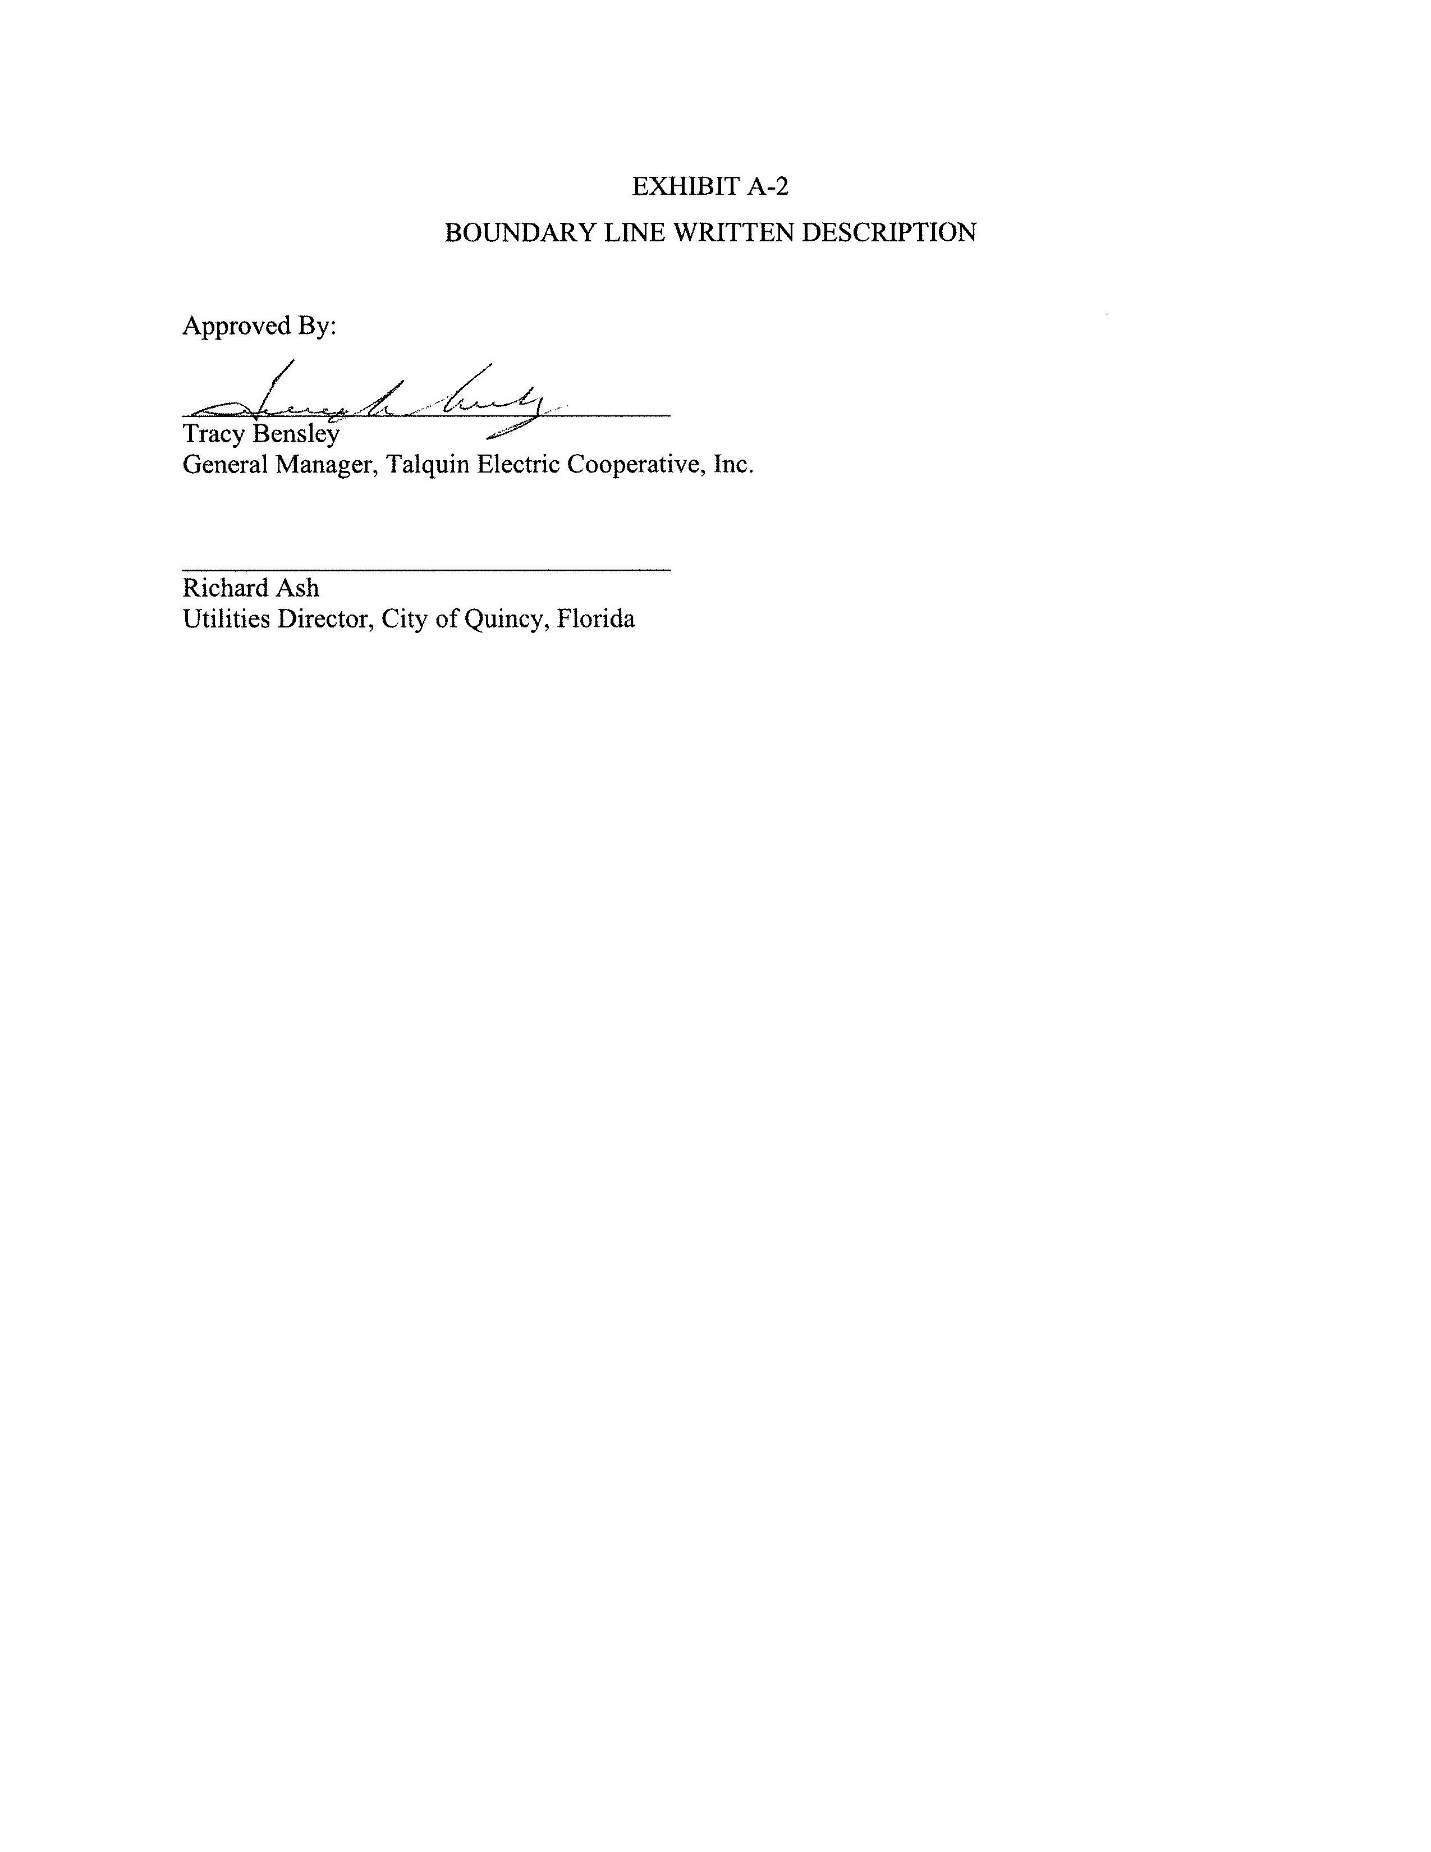 EXHIBIT A-2
BOUNDARY LINE WRITTEN DESCRIPTION
Approved By:
Tracy Bensley
General Manager, Talquin Electric Cooperative, Inc.
Richard Ash
Utilities Director, City of Quincy, Florida